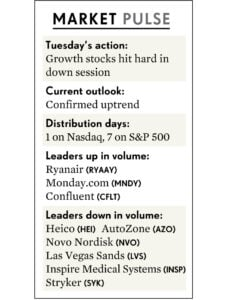 MARKET PULSE
Tuesday's action:
Growth stocks hit hard in
down session
Current outlook:
Confirmed uptrend
Distribution days:
1 on Nasdaq, 7 on S&P 500
Leaders up in volume:
Ryanair (RYAAY)
Monday.com (MNDY)
Confluent (CFLT)
Leaders down in volume:
Heico (HEI) AutoZone (AZO)
Novo Nordisk (NVO)
Las Vegas Sands (LVS)
Inspire Medical Systems (INSP)
Stryker (SYK)